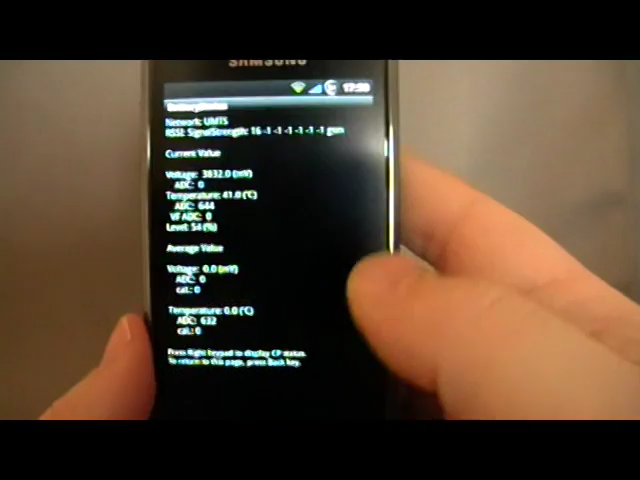 SAMSUNG
17:50
BatteryStatus
Network: UMTS
RSSI: SignalStrength: 16 -1 -1 -1 -1 -1 -1 gsm
Current Value
Voltage: 3832.0 (mV)
ADC: 0
Temperature: 41.0 (℃)
ADC: 644
VF ADC: 0
Level: 54 (%)
Average Value
Voltage: 0.0 (mV)
ADC: 0
cal.: 0
Temperature: 0.0 (℃)
ADC: 632
cal.: 0
Press Right keypad to display CP status.
To return to this page, press Back key.